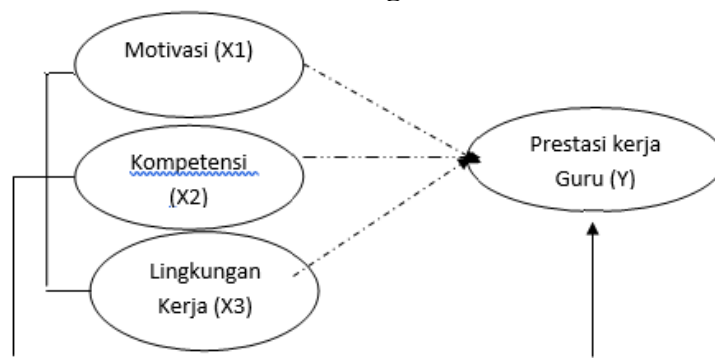 Motivasi (X1)
Kompetensi
(X2)
Lingkungan
Kerja (X3)
Prestasi kerja
Guru (Y)